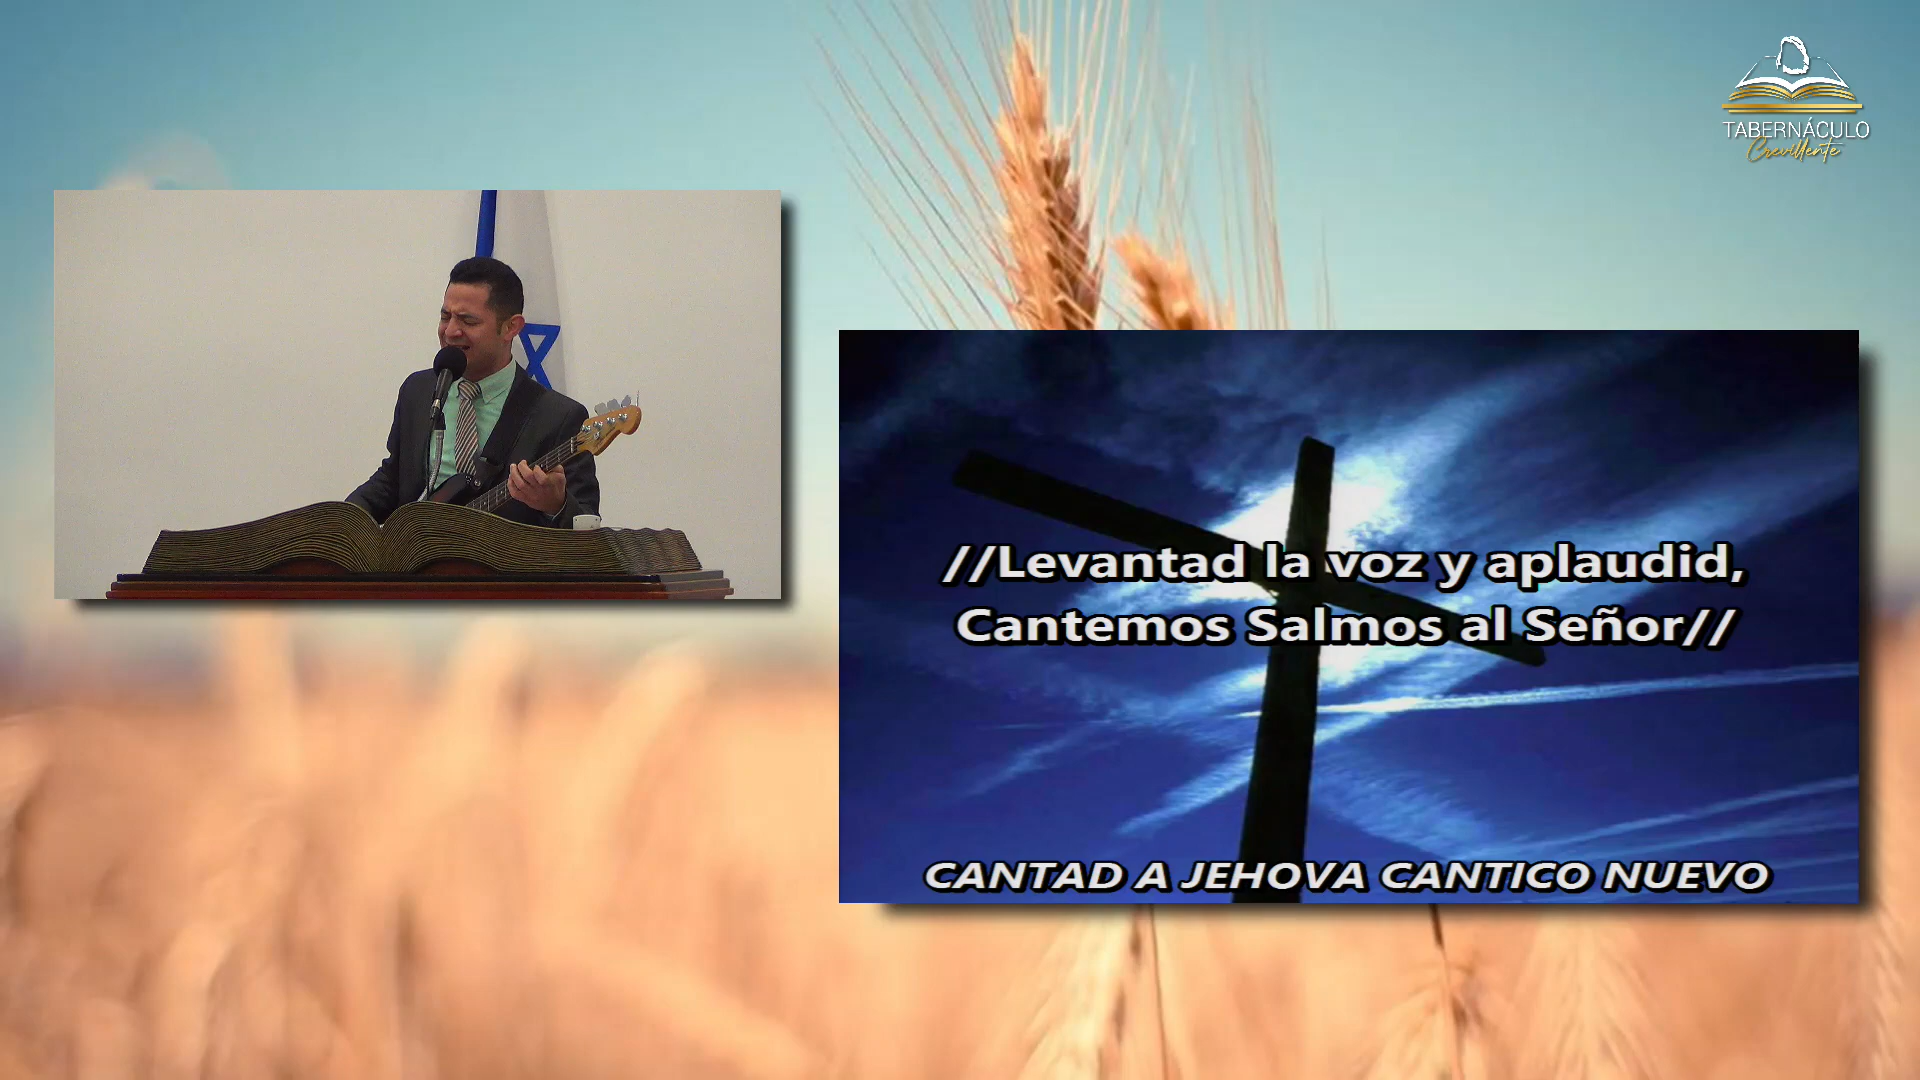 TABERNÁCULO
Crevillente
//Levantad la voz y aplaudid,
Cantemos Salmos al Señor//
CANTAD A JEHOVA CANTICO NUEVO